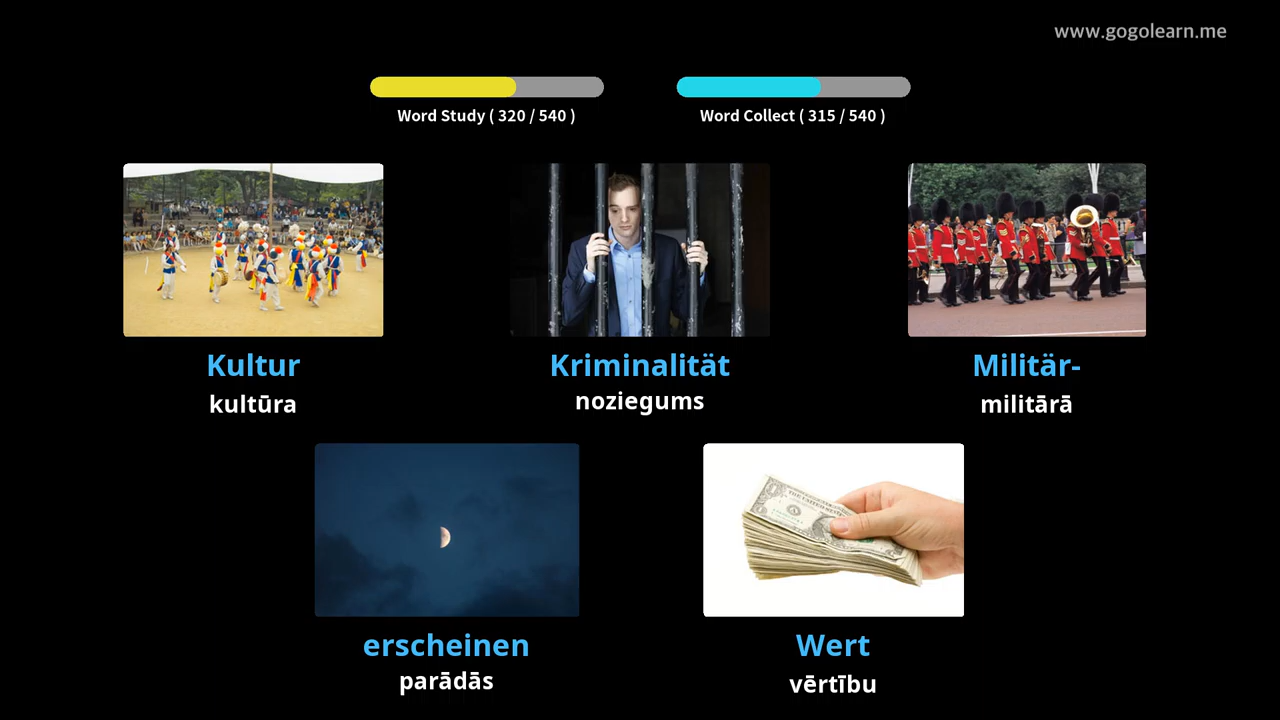 www.gogolearn.me
Word Study ( 320 / 540 )
Word Collect ( 315 / 540 )
Kultur
kultūra
Kriminalität
noziegums
Militär-
militārā
erscheinen
parādās
Wert
vērtību